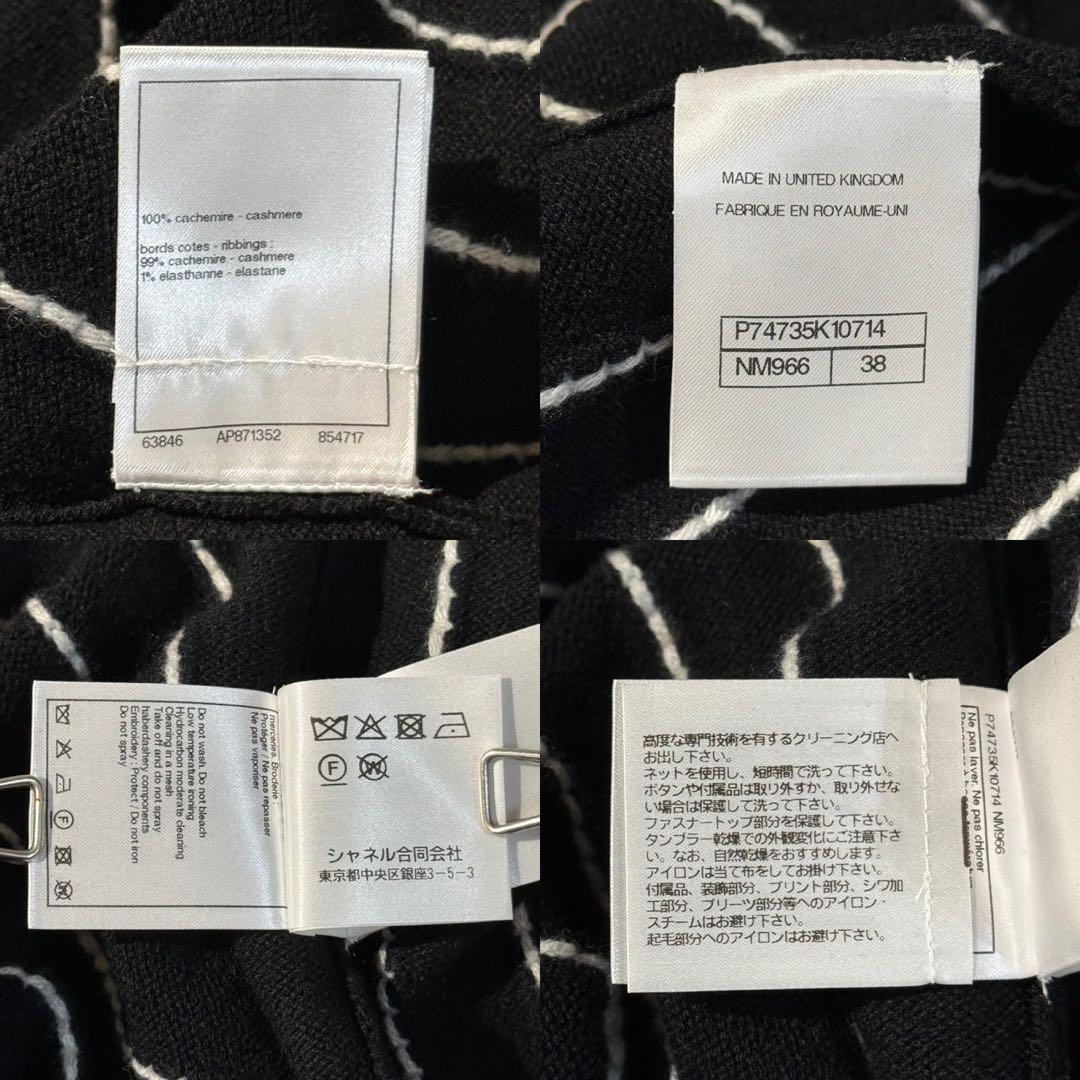 100% cachemire - cashmere
bords cotes - ribbings :
99% cachemire - cashmere
1% elasthanne - elastane
63846 AP871352 854717
MADE IN UNITED KINGDOM
FABRIQUE EN ROYAUME-UNI
P74735K10714
NM966 38
Do not wash. Do not bleach
Low temperature ironing
Hydrocarbon moderate cleaning
Cleaning in a mesh
Take off and do not spray
haberdashery components
Embroidery : Protect / Do not iron
Do not spray
merceries. Broderie :
Protéger / Ne pas repasser
Ne pas vaporiser
F
W
シャネル合同会社
東京都中央区銀座3-5-3
高度な専門技術を有するクリーニング店へ
お出し下さい。
ネットを使用し、短時間で洗って下さい。
ボタンや付属品は取り外すか、取り外せな
い場合は保護して洗って下さい。
ファスナートップ部分を保護して下さい。
タンブラー乾燥での外観変化にご注意下さ
い。なお、自然乾燥をおすすめします。
アイロンは当て布をしてお掛け下さい。
付属品、装飾部分、プリント部分、シワ加
工部分、プリーツ部分等へのアイロン・
スチームはお避け下さい。
起毛部分へのアイロンはお避け下さい。
P74735K10714 NM966
Ne pas laver. Ne pas chlorer